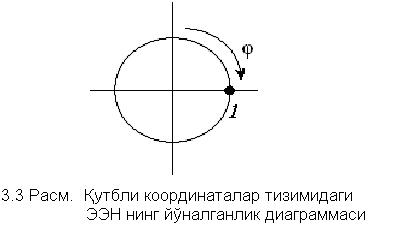 φ
1
3.3 Расм. Қутбли координаталар тизимидаги
ЭЭН нинг йўналганлик диаграммаси